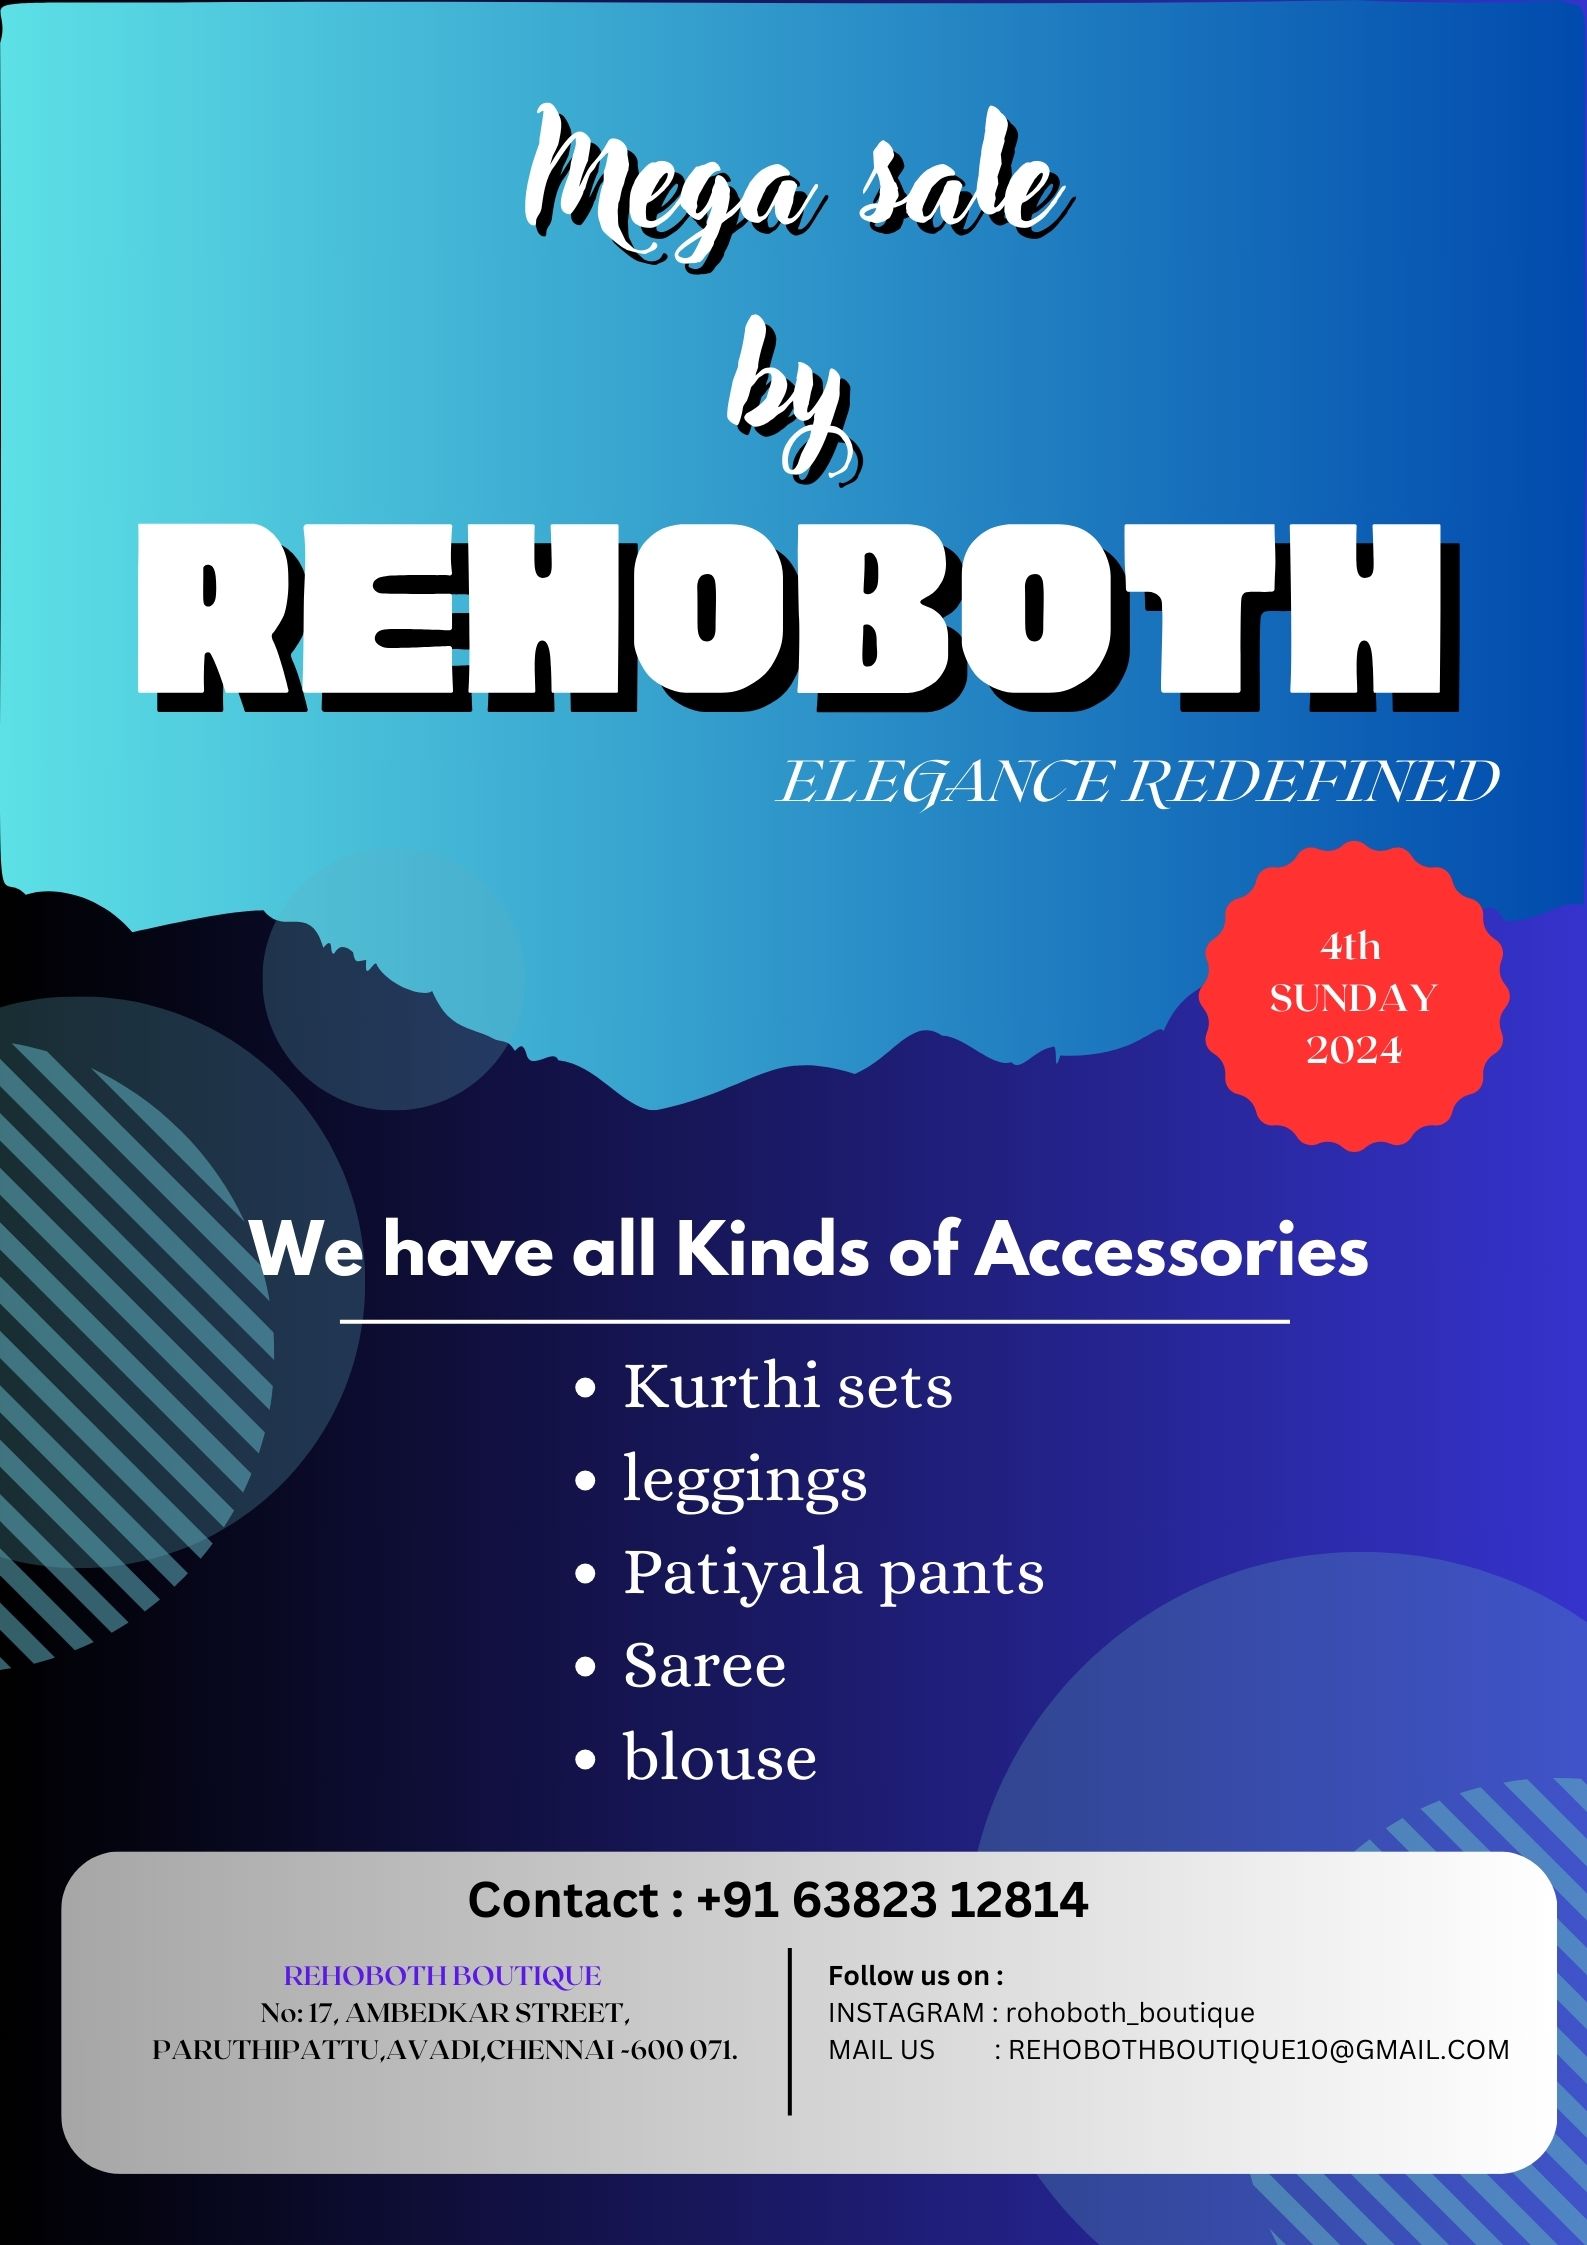 Mega sale
by
REHOBOTH
ELEGANCE REDEFINED
4th
SUNDAY
2024
We have all Kinds of Accessories
• Kurthi sets
• leggings
• Patiyala pants
• Saree
• blouse
Contact : +91 63823 12814
REHOBOTH BOUTIQUE
No: 17, AMBEDKAR STREET,
PARUTHIPATTU,AVADI,CHENNAI -600 071.
Follow us on :
INSTAGRAM : rohoboth_boutique
MAIL US : REHOBOTHBOUTIQUE10@GMAIL.COM